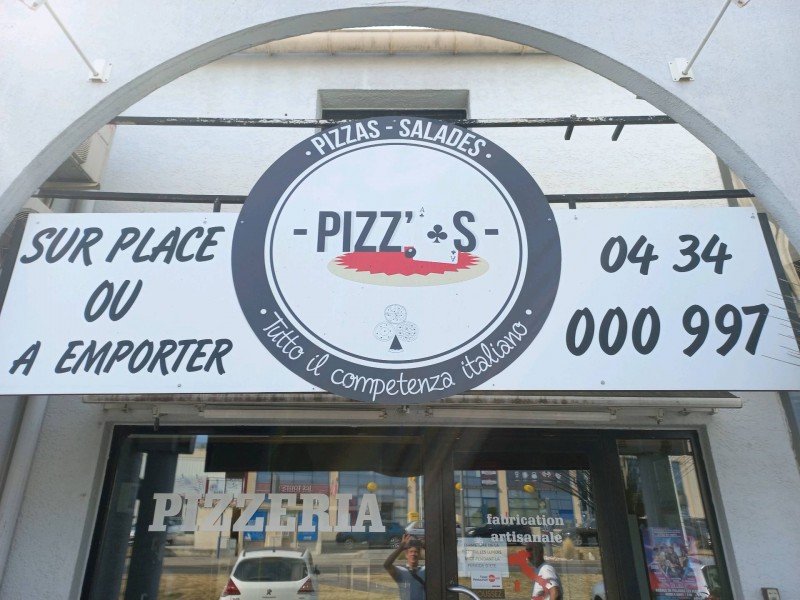 PIZZAS - SALADES
- PIZZ' A♣S -
A
Tutto il competenza italiano
SUR PLACE
OU
A EMPORTER
04 34
000 997
PIZZERIA
fabrication
artisanale